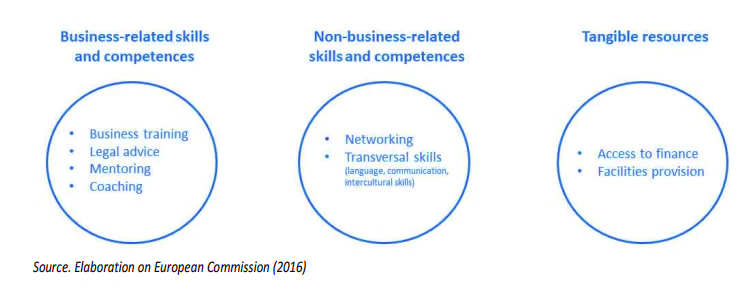 Business-related skills
and competences
• Business training
• Legal advice
• Mentoring
• Coaching
Non-business-related
skills and competences
• Networking
• Transversal skills
(language, communication,
intercultural skills)
Tangible resources
• Access to finance
• Facilities provision
Source. Elaboration on European Commission (2016)